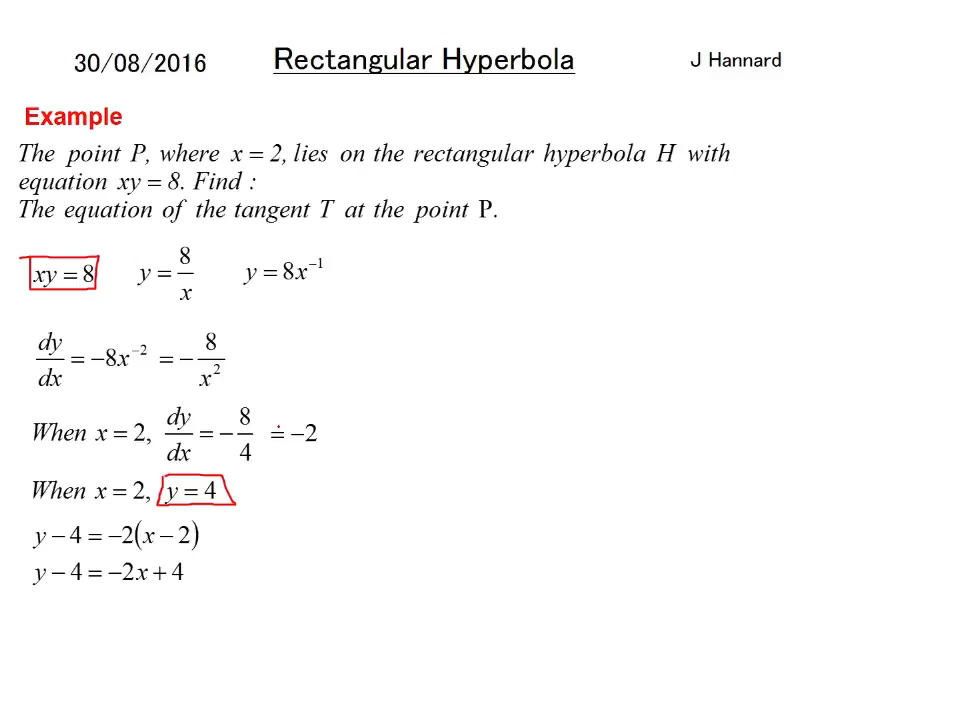 30/08/2016 Rectangular Hyperbola J Hannard
Example
The point P, where x = 2, lies on the rectangular hyperbola H with
equation xy = 8. Find :
The equation of the tangent T at the point P.
xy = 8 y = 8/x y = 8x⁻¹
dy/dx = −8x⁻² = − 8/x²
When x = 2, dy/dx = − 8/4 = −2
When x = 2, y = 4
y − 4 = −2(x − 2)
y − 4 = −2x + 4